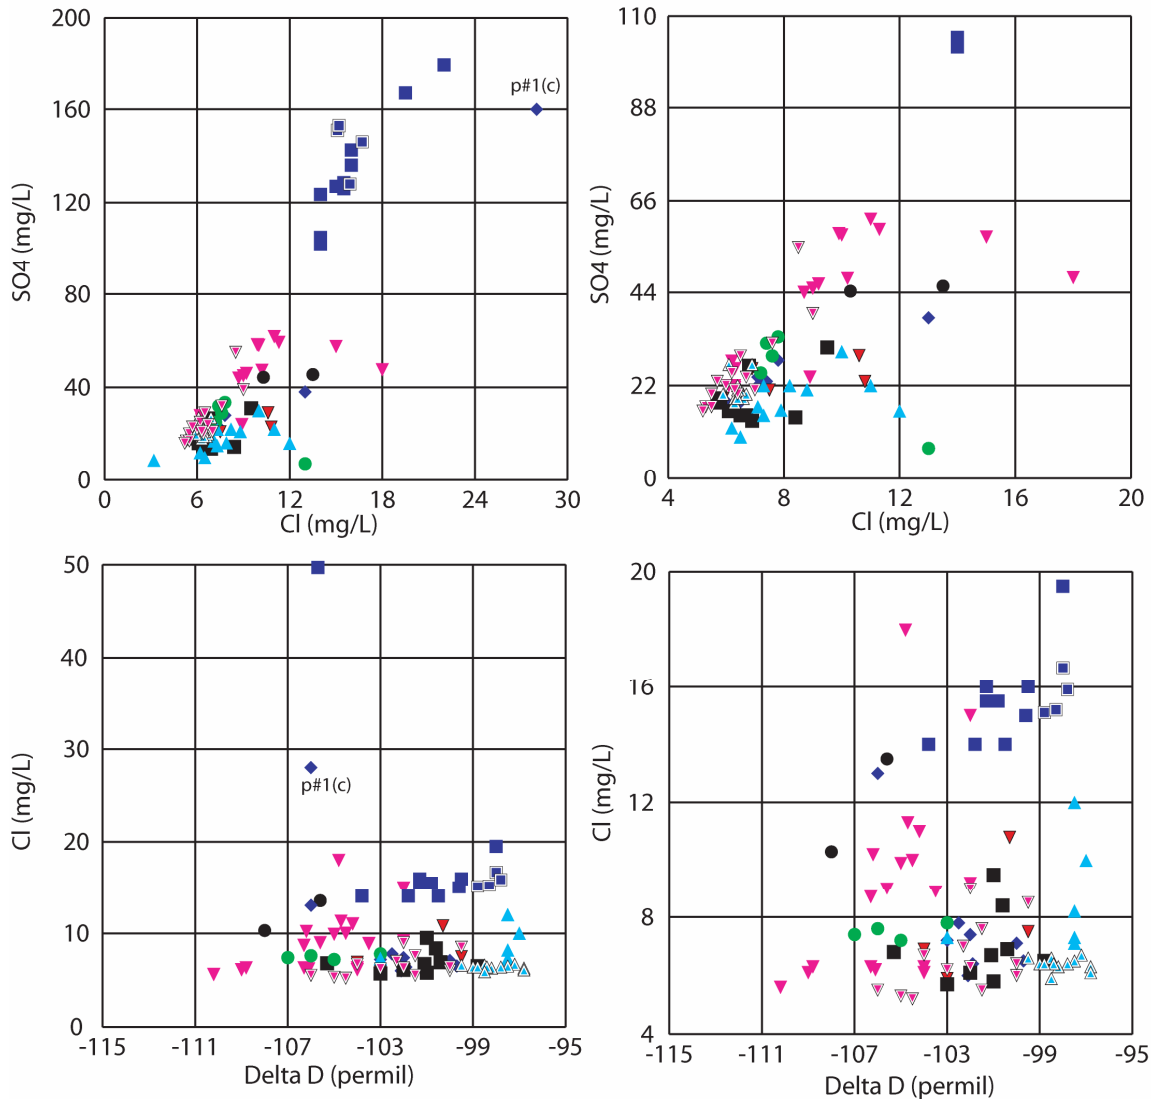 200
160
120
80
40
0
SO4 (mg/L)
p#1(c)
0 6 12 18 24 30
Cl (mg/L)
110
88
66
44
22
0
SO4 (mg/L)
4 8 12 16 20
Cl (mg/L)
50
40
30
20
10
0
Cl (mg/L)
p#1(c)
-115 -111 -107 -103 -99 -95
Delta D (permil)
20
16
12
8
4
Cl (mg/L)
-115 -111 -107 -103 -99 -95
Delta D (permil)